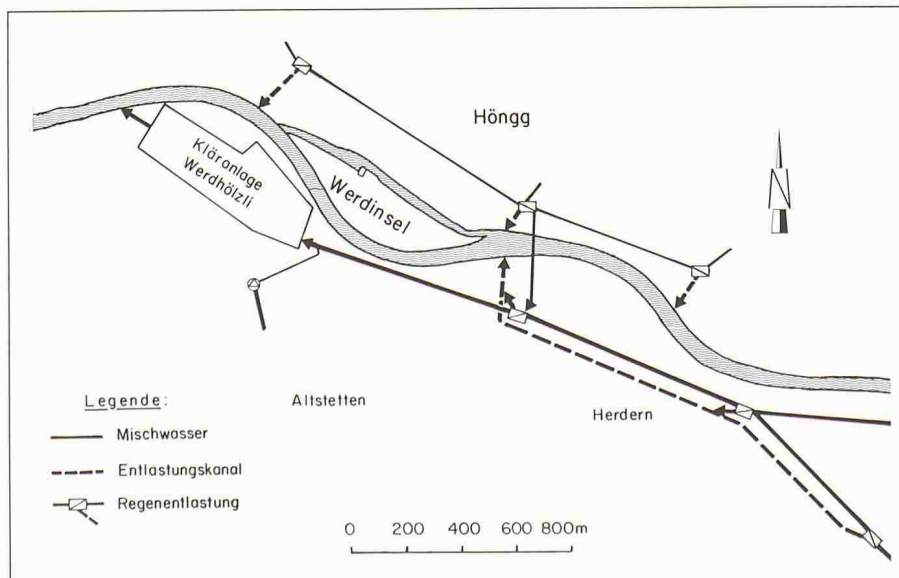 Höngg
Kläranlage
Werdhölzli
Werdinsel
Altstetten
Herdern
Legende:
Mischwasser
Entlastungskanal
Regenentlastung
0 200 400 600 800m